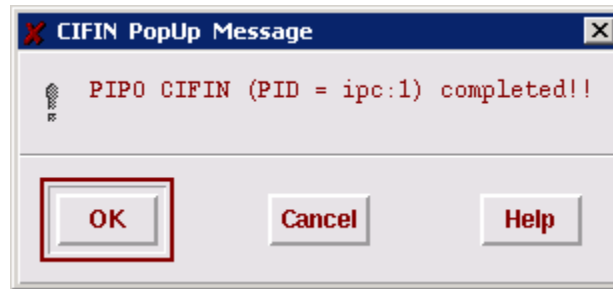 CIFIN PopUp Message
PIPO CIFIN (PID = ipc:1) completed!!
OK Cancel Help